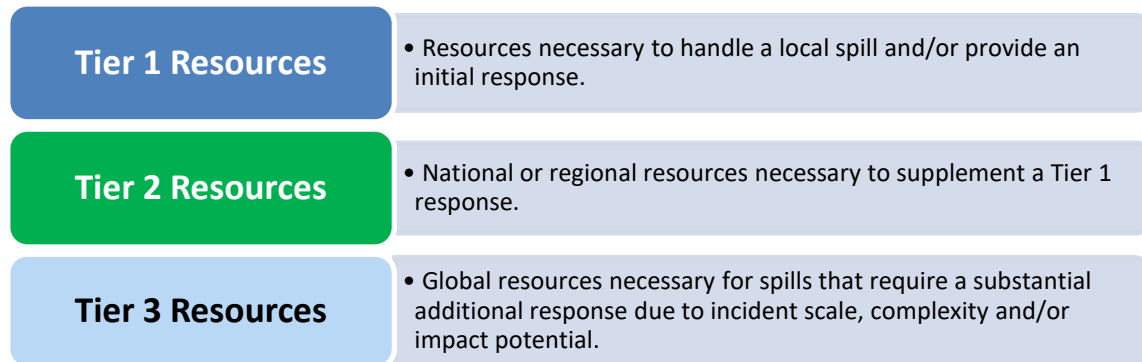 Tier 1 Resources
• Resources necessary to handle a local spill and/or provide an
initial response.
Tier 2 Resources
• National or regional resources necessary to supplement a Tier 1
response.
Tier 3 Resources
• Global resources necessary for spills that require a substantial
additional response due to incident scale, complexity and/or
impact potential.